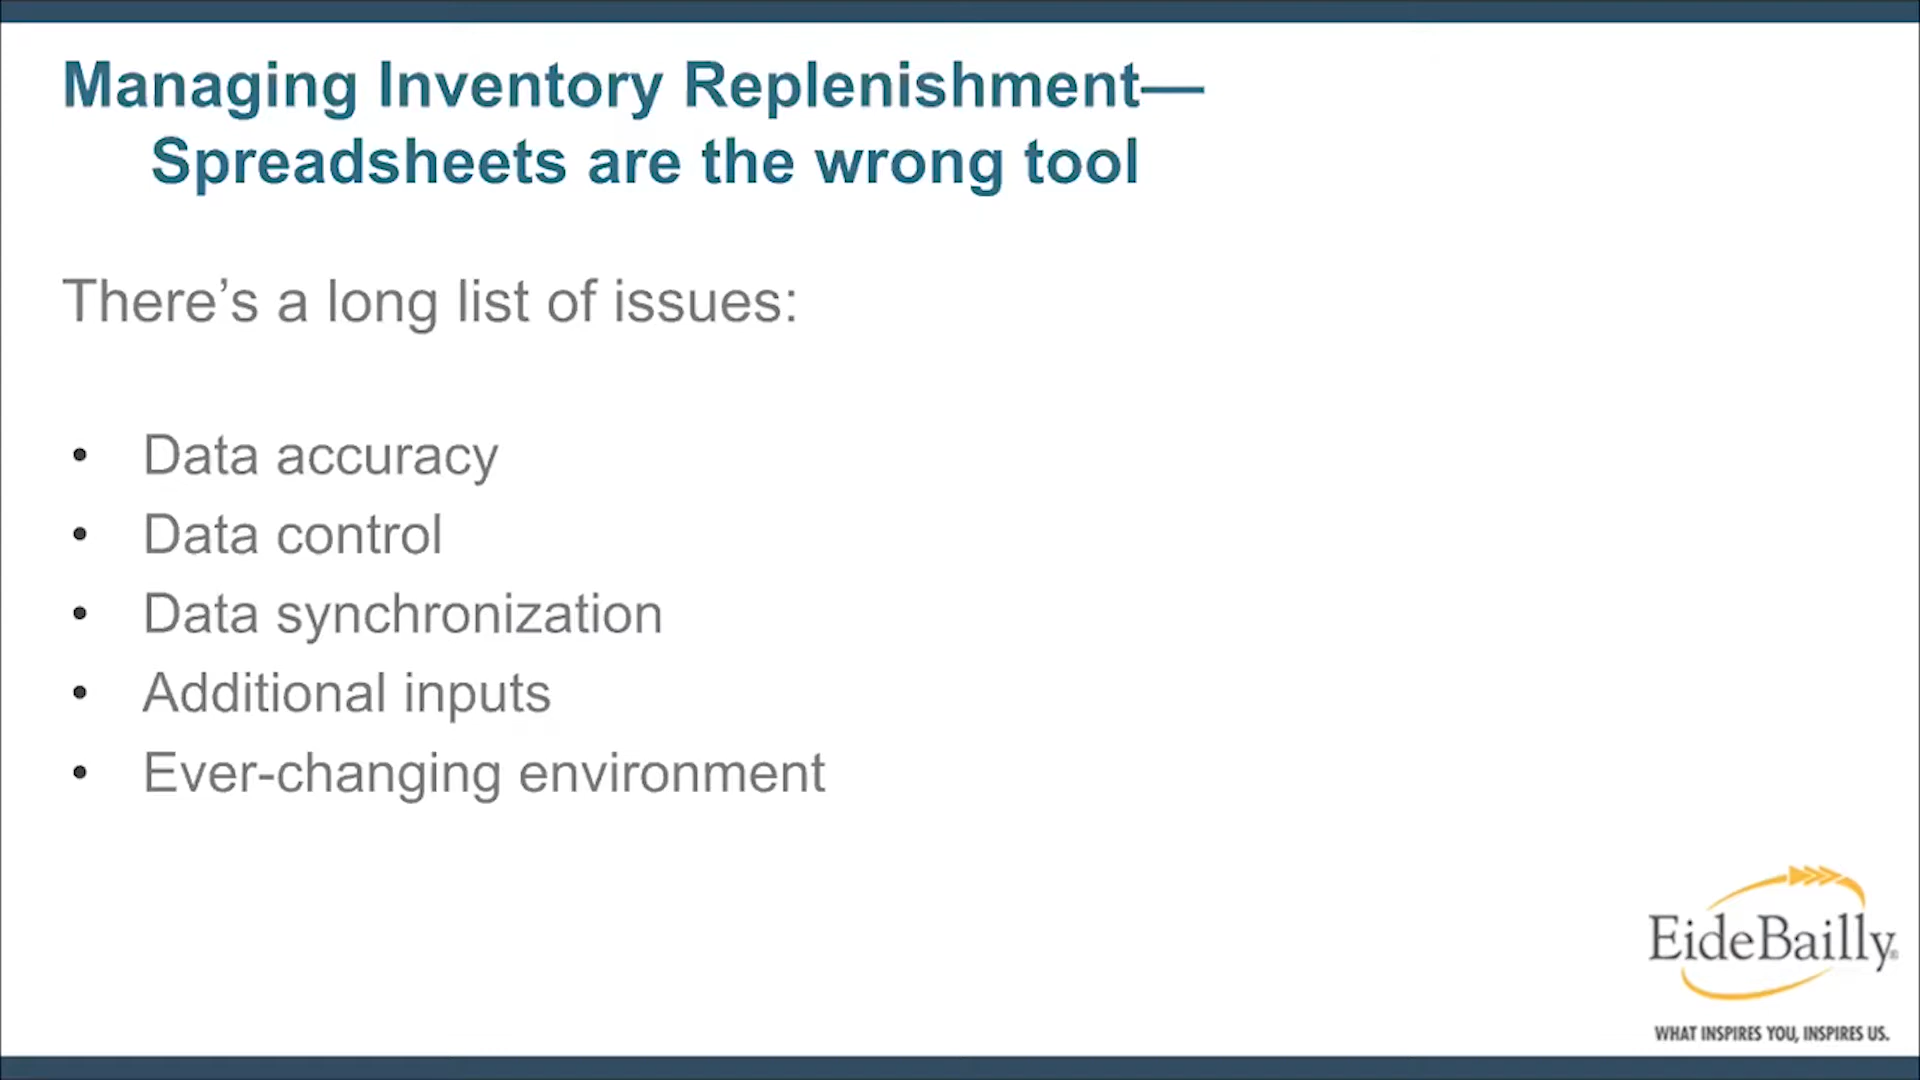 Managing Inventory Replenishment—
Spreadsheets are the wrong tool
There’s a long list of issues:
• Data accuracy
• Data control
• Data synchronization
• Additional inputs
• Ever-changing environment
EideBailly®
WHAT INSPIRES YOU, INSPIRES US.